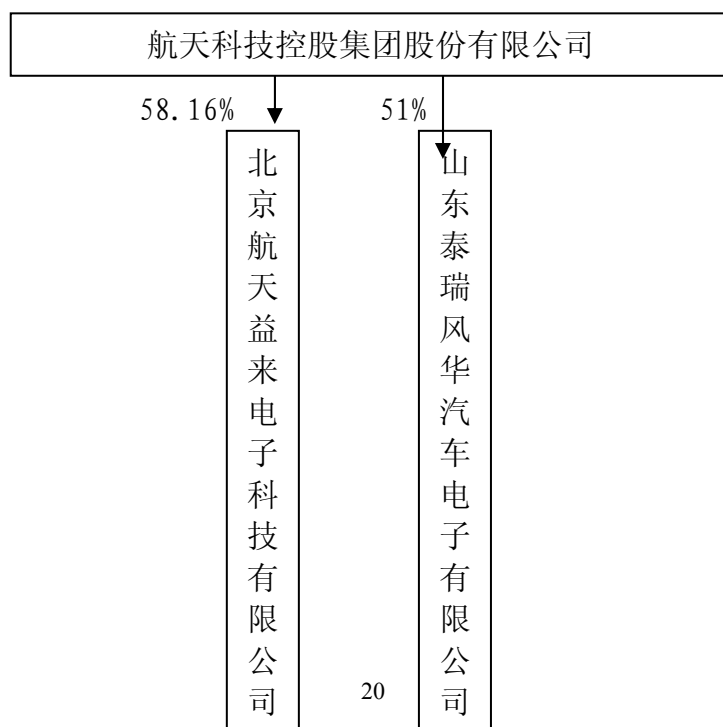 航天科技控股集团股份有限公司
58.16%
51%
北京航天益来电子科技有限公司
山东泰瑞风华汽车电子有限公司
20